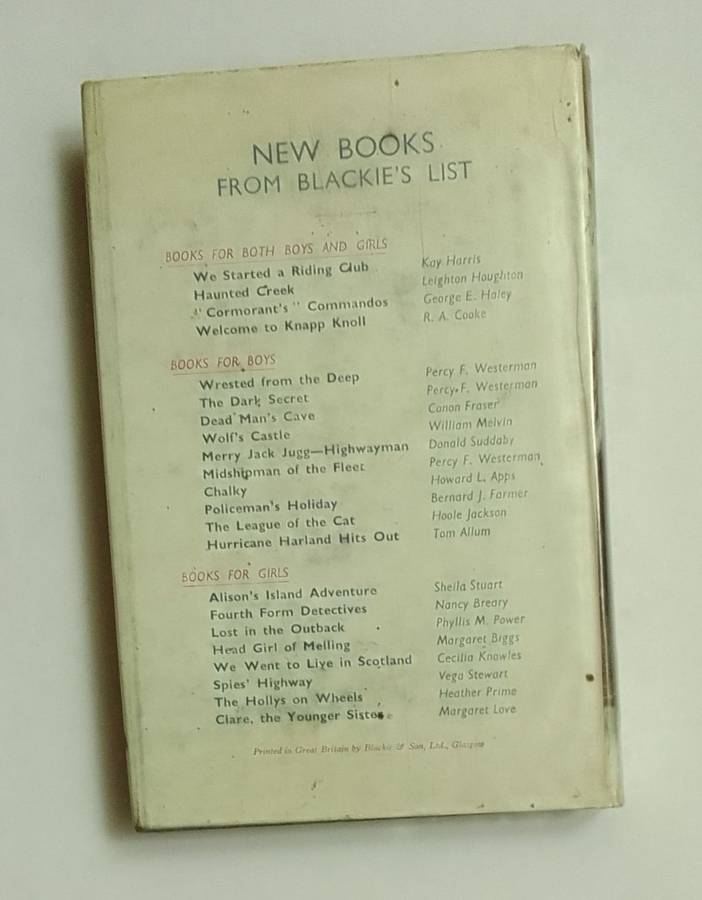 NEW BOOKS
FROM BLACKIE'S LIST
BOOKS FOR BOTH BOYS AND GIRLS
We Started a Riding Club Kay Harris
Haunted Creek Leighton Houghton
"Cormorant's" Commandos George E. Haley
Welcome to Knapp Knoll R. A. Cooke
BOOKS FOR BOYS
Wrested from the Deep Percy F. Westerman
The Dark Secret Percy F. Westerman
Dead Man's Cave Canon Fraser
Wolf's Castle William Melvin
Merry Jack Jugg—Highwayman Donald Suddaby
Midshipman of the Fleet Percy F. Westerman
Chalky Howard L. Apps
Policeman's Holiday Bernard J. Farmer
The League of the Cat Hoole Jackson
Hurricane Harland Hits Out Tom Allum
BOOKS FOR GIRLS
Alison's Island Adventure Sheila Stuart
Fourth Form Detectives Nancy Breary
Lost in the Outback Phyllis M. Power
Head Girl of Melling Margaret Biggs
We Went to Live in Scotland Cecilia Knowles
Spies' Highway Vega Stewart
The Hollys on Wheels Heather Prime
Clare, the Younger Sister Margaret Love
Printed in Great Britain by Blackie & Son, Ltd., Glasgow